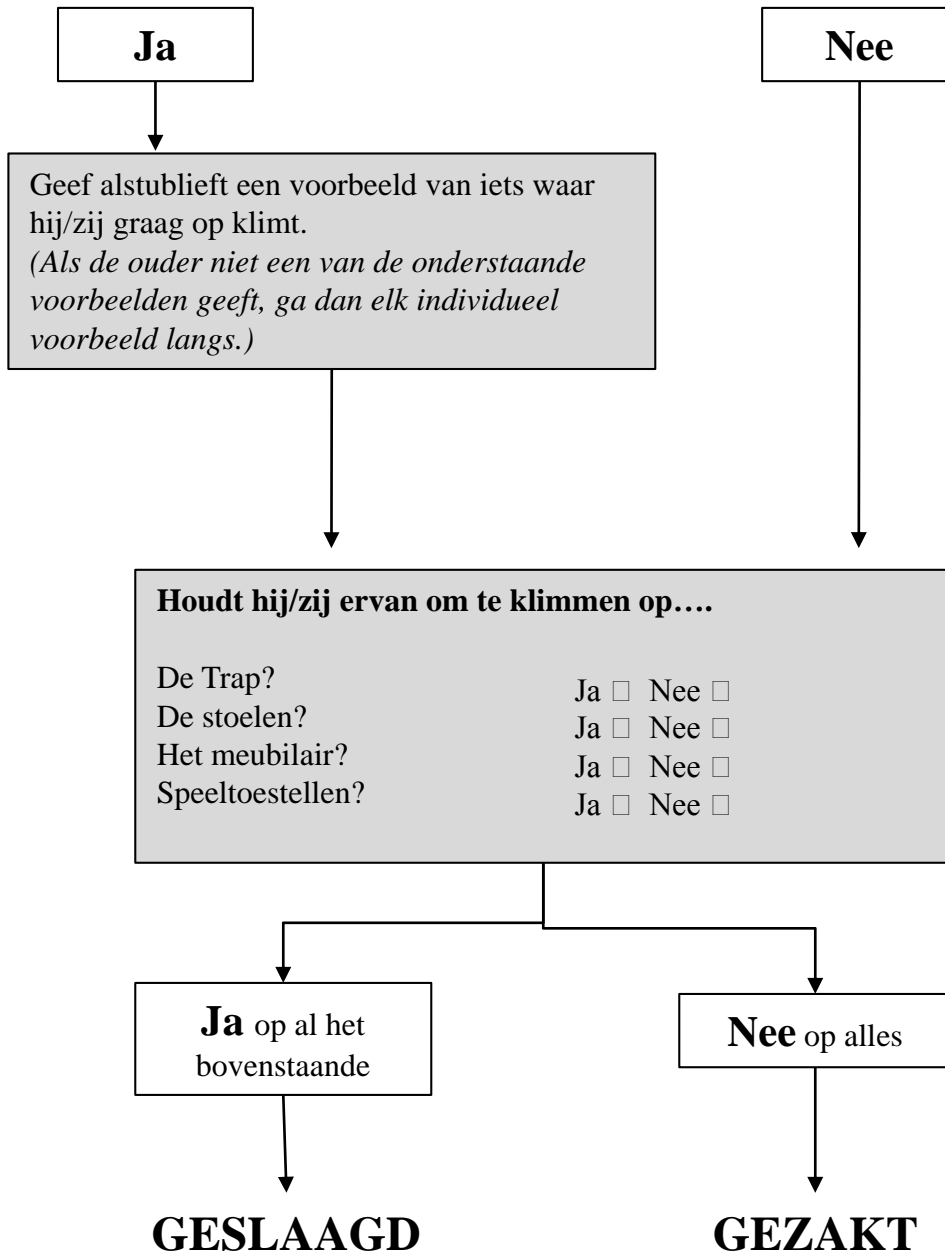 Ja
Nee
Geef alstublieft een voorbeeld van iets waar
hij/zij graag op klimt.
(Als de ouder niet een van de onderstaande
voorbeelden geeft, ga dan elk individueel
voorbeeld langs.)
Houdt hij/zij ervan om te klimmen op….
De Trap? Ja □ Nee □
De stoelen? Ja □ Nee □
Het meubilair? Ja □ Nee □
Speeltoestellen? Ja □ Nee □
Ja op al het
bovenstaande
Nee op alles
GESLAAGD
GEZAKT